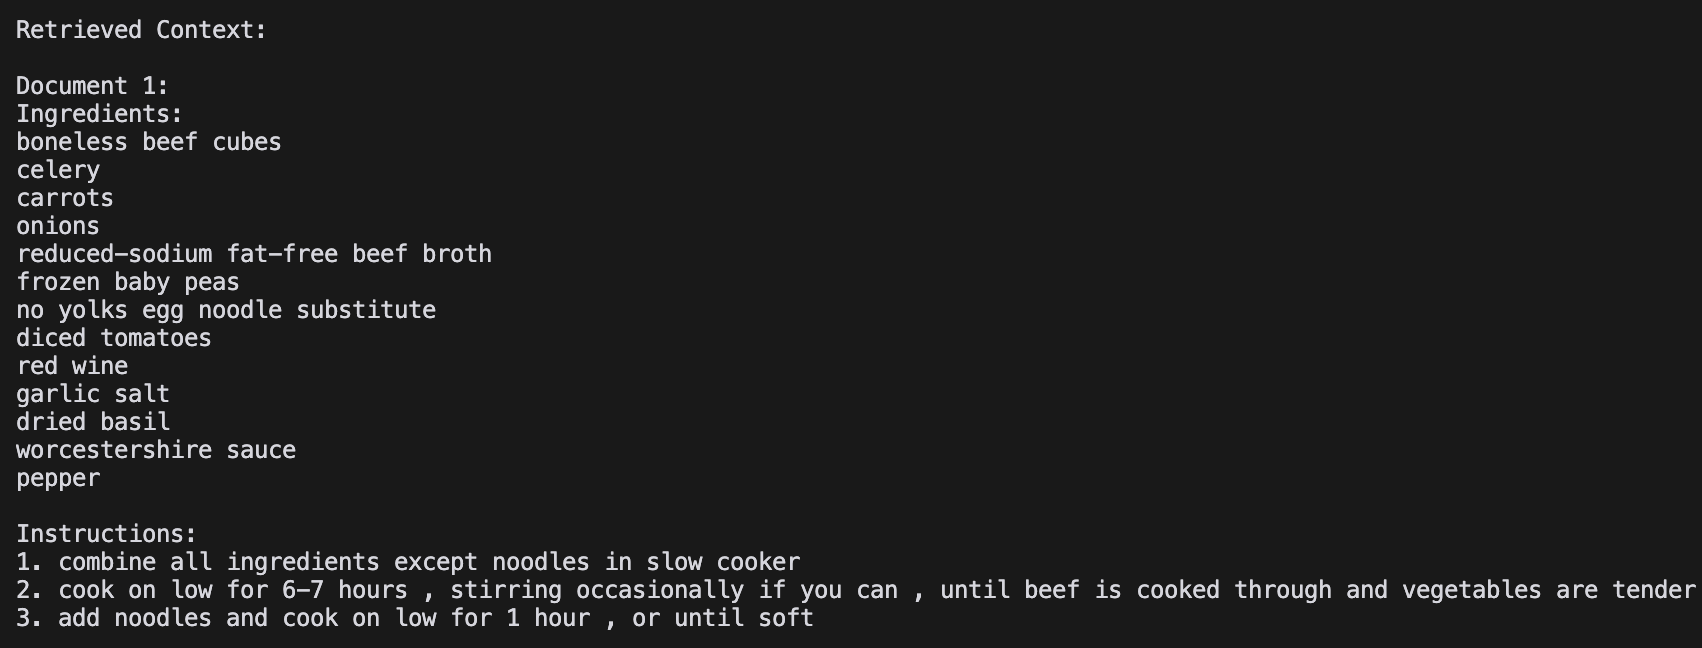 Retrieved Context:
Document 1:
Ingredients:
boneless beef cubes
celery
carrots
onions
reduced-sodium fat-free beef broth
frozen baby peas
no yolks egg noodle substitute
diced tomatoes
red wine
garlic salt
dried basil
worcestershire sauce
pepper
Instructions:
1. combine all ingredients except noodles in slow cooker
2. cook on low for 6-7 hours , stirring occasionally if you can , until beef is cooked through and vegetables are tender
3. add noodles and cook on low for 1 hour , or until soft